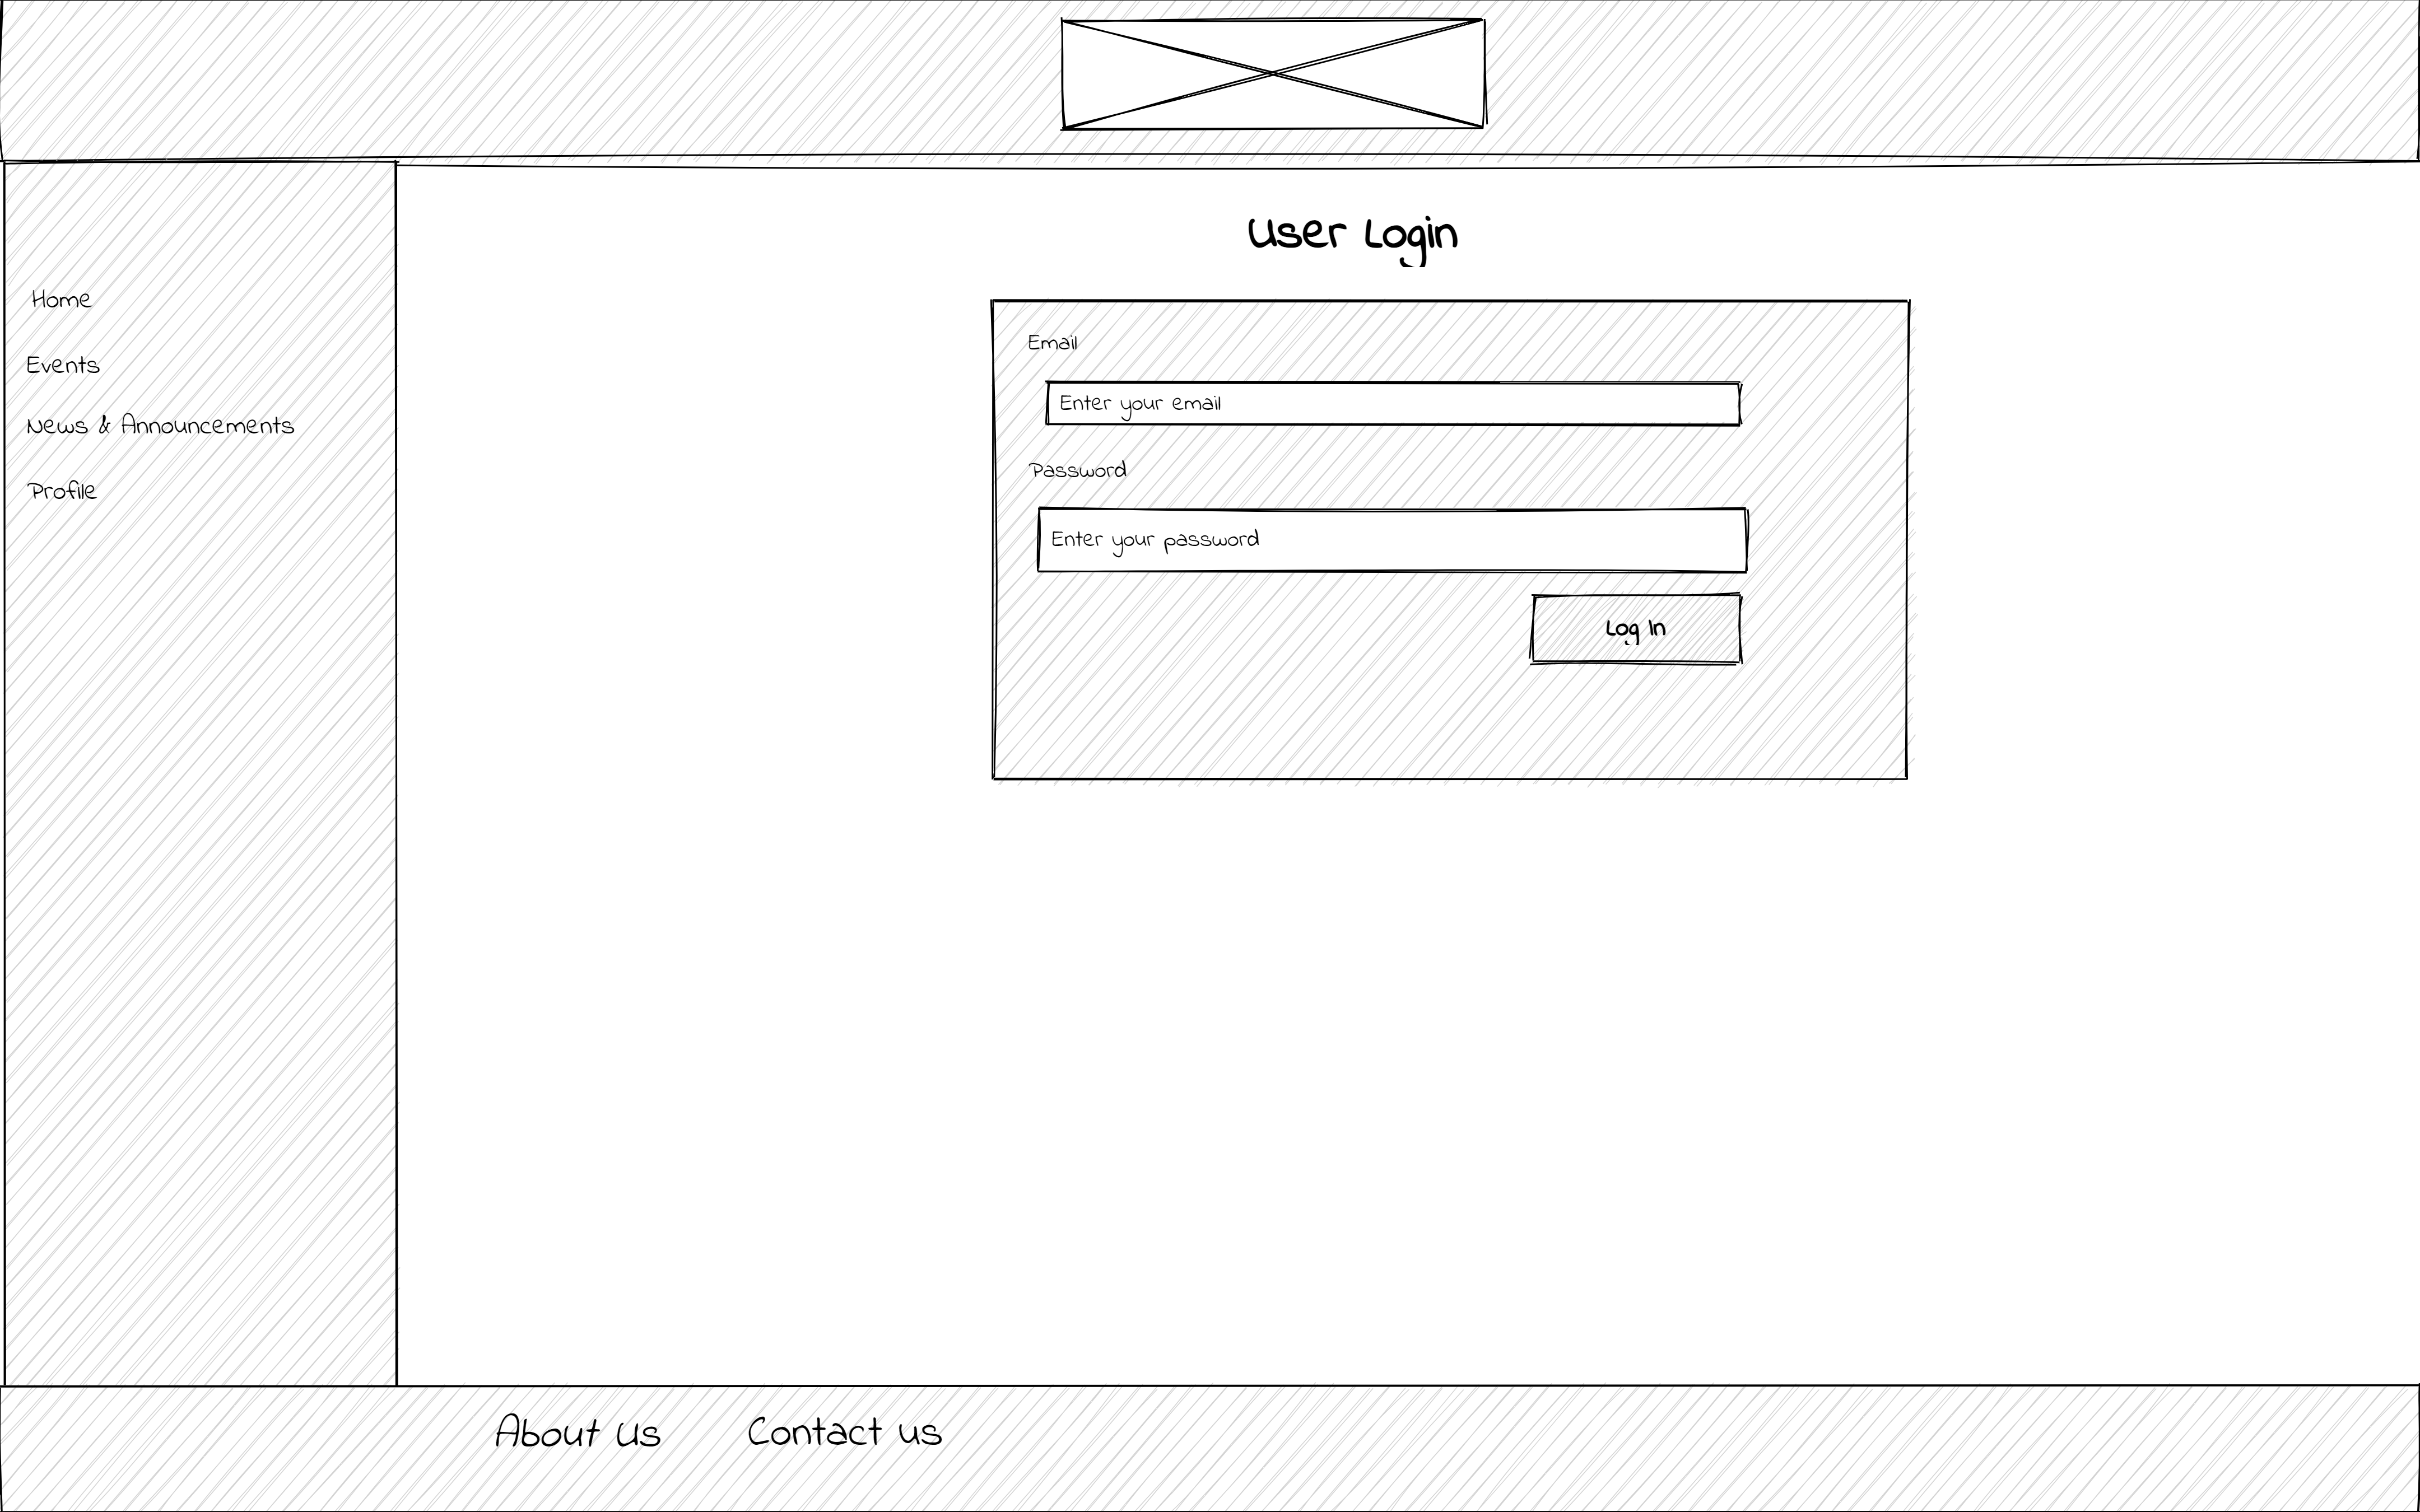 User Login
Home
Events
News & Announcements
Profile
Email
Enter your email
Password
Enter your password
Log In
About Us
Contact us